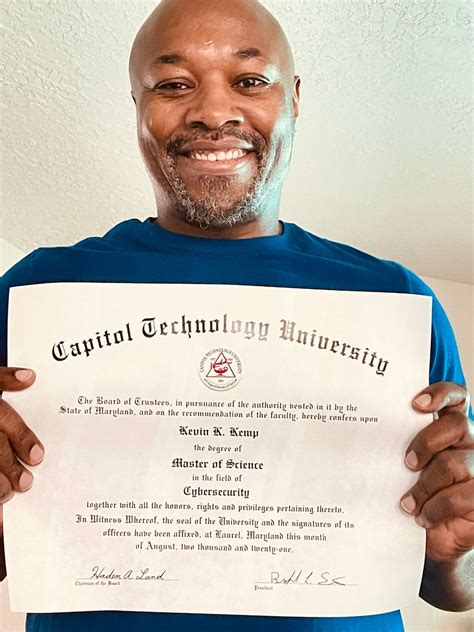 Capitol Technology University
The Board of Trustees, in pursuance of the authority vested in it by the
State of Maryland, and on the recommendation of the faculty, hereby confers upon
Kevin K. Kemp
the degree of
Master of Science
in the field of
Cybersecurity
together with all the honors, rights and privileges pertaining thereto.
In Witness Whereof, the seal of the University and the signatures of its
officers have been affixed, at Laurel, Maryland this month
of August, two thousand and twenty-one.
Haden A. Land
Chairman of the Board
President